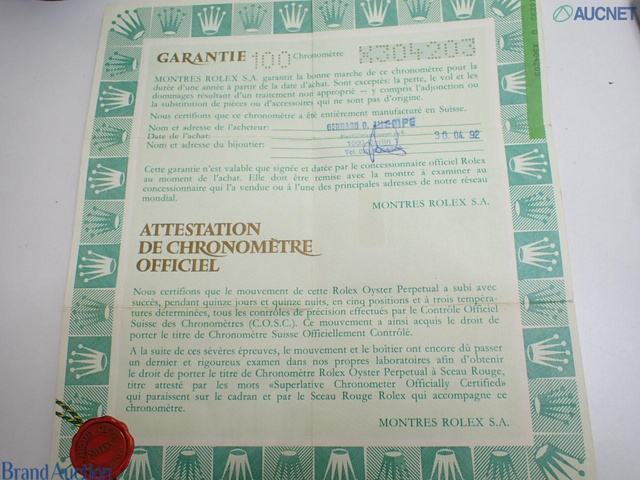 AUCNET
GARANTIE 100 Chronomètre
MONTRES ROLEX S.A. garantit la bonne marche de ce chronomètre pour la
durée d'une année à partir de la date d'achat. Sont exceptés: la perte, le vol et les
dommages résultant d'un traitement non approprié – y compris l'adjonction ou
la substitution de pièces ou d'accessoires qui ne sont pas d'origine.
Nous certifions que ce chronomètre a été entièrement manufacturé en Suisse.
Nom et adresse de l'acheteur:
Date de l'achat: 30.04.92
Nom et adresse du bijoutier:
Cette garantie n'est valable que signée et datée par le concessionnaire officiel Rolex
au moment de l'achat. Elle doit être remise avec la montre à examiner au
concessionnaire qui l'a vendue ou à l'une des principales adresses de notre réseau
mondial.
MONTRES ROLEX S.A.
ATTESTATION
DE CHRONOMÈTRE
OFFICIEL
Nous certifions que le mouvement de cette Rolex Oyster Perpetual a subi avec
succès, pendant quinze jours et quinze nuits, en cinq positions et à trois tempéra-
tures déterminées, tous les contrôles de précision effectués par le Contrôle Officiel
Suisse des Chronomètres (C.O.S.C.). Ce mouvement a ainsi acquis le droit de
porter le titre de Chronomètre Suisse Officiellement Contrôlé.
A la suite de ces sévères épreuves, le mouvement et le boîtier ont encore dû passer
un dernier et rigoureux examen dans nos propres laboratoires afin d'obtenir
le droit de porter le titre de Chronomètre Rolex Oyster Perpetual à Sceau Rouge,
titre attesté par les mots «Superlative Chronometer Officially Certified»
qui paraissent sur le cadran et par le Sceau Rouge Rolex qui accompagne ce
chronomètre.
MONTRES ROLEX S.A.
Brand Auction